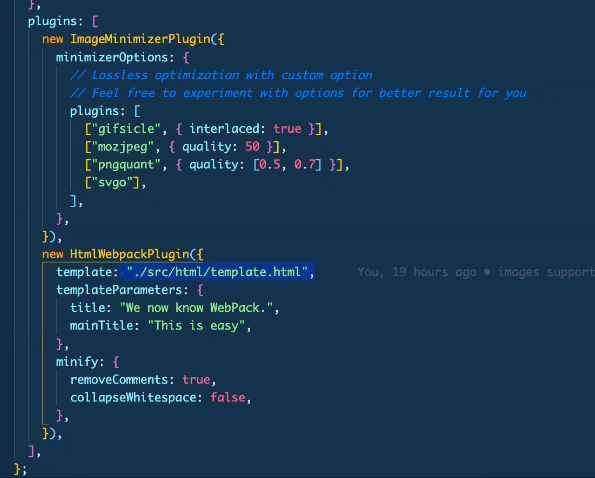 },
plugins: [
new ImageMinimizerPlugin({
minimizerOptions: {
// Lossless optimization with custom option
// Feel free to experiment with options for better result for you
plugins: [
["gifsicle", { interlaced: true }],
["mozjpeg", { quality: 50 }],
["pngquant", { quality: [0.5, 0.7] }],
["svgo"],
],
},
}),
new HtmlWebpackPlugin({
template: "./src/html/template.html", You, 19 hours ago • images support
templateParameters: {
title: "We now know WebPack.",
mainTitle: "This is easy",
},
minify: {
removeComments: true,
collapseWhitespace: false,
},
}),
],
};